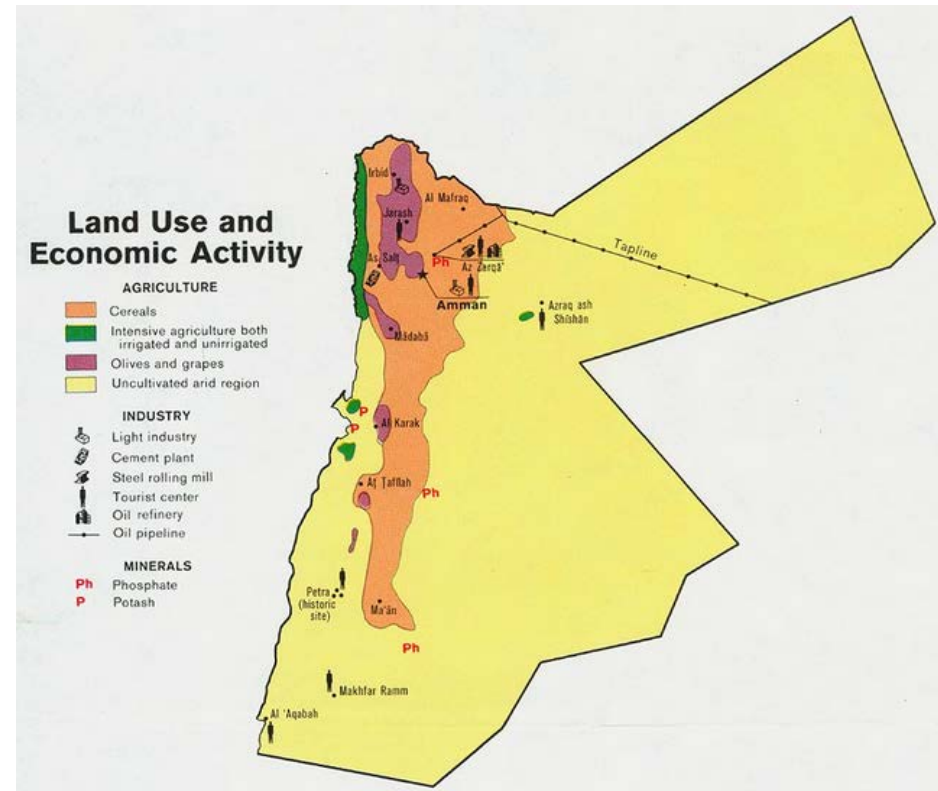 Land Use and
Economic Activity
AGRICULTURE
Cereals
Intensive agriculture both
irrigated and unirrigated
Olives and grapes
Uncultivated arid region
INDUSTRY
Light industry
Cement plant
Steel rolling mill
Tourist center
Oil refinery
Oil pipeline
MINERALS
Ph Phosphate
P Potash
Irbid
Al Mafraq
Jarash
Tapline
As Salţ
Ph
Az Zarqā'
Amman
Azraq ash
Shīshān
Mādabā
P
P
Al Karak
Aţ Ţafīlah
Ph
Petra
(historic
site)
Ma'ān
Ph
Makhfar Ramm
Al 'Aqabah